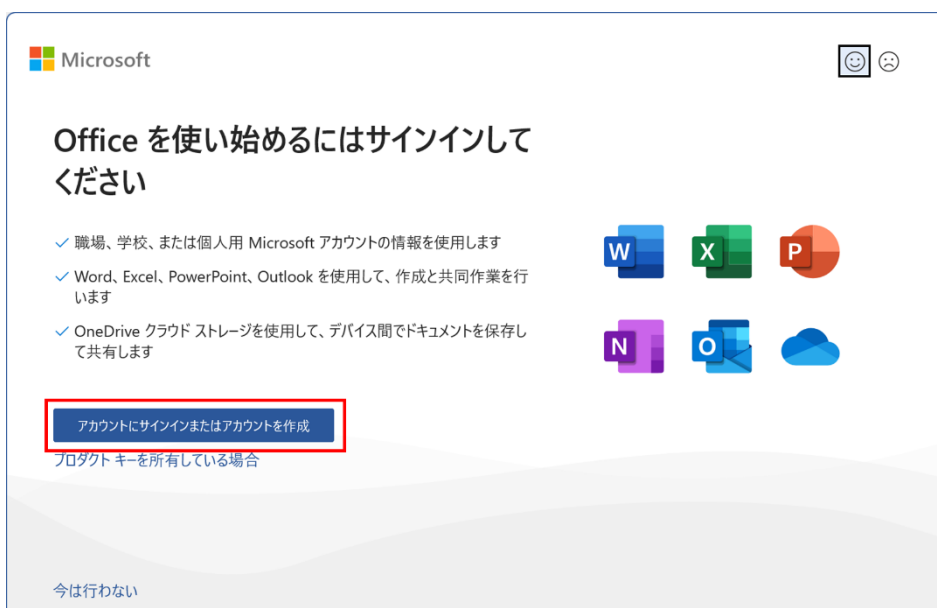 Microsoft
Office を使い始めるにはサインインして
ください
職場、学校、または個人用 Microsoft アカウントの情報を使用します
Word、Excel、PowerPoint、Outlook を使用して、作成と共同作業を行
います
OneDrive クラウド ストレージを使用して、デバイス間でドキュメントを保存し
て共有します
W X P
N O
アカウントにサインインまたはアカウントを作成
プロダクト キーを所有している場合
今は行わない